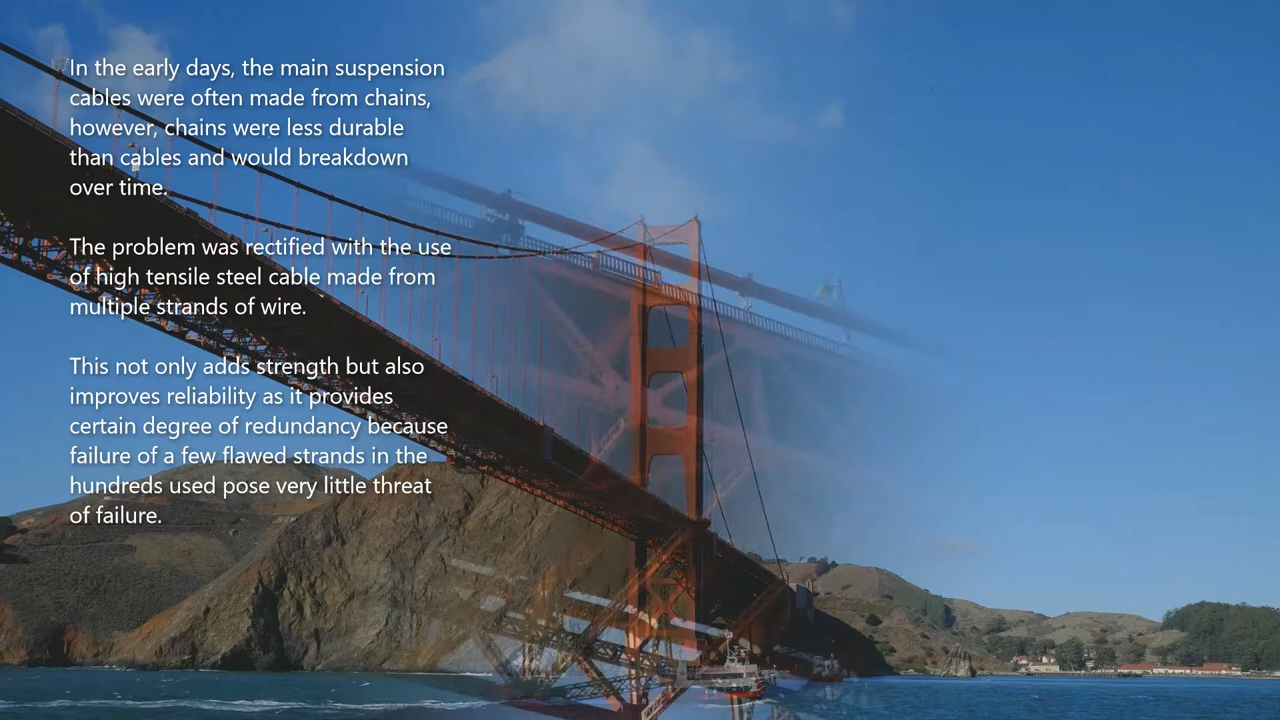 In the early days, the main suspension
cables were often made from chains,
however, chains were less durable
than cables and would breakdown
over time.
The problem was rectified with the use
of high tensile steel cable made from
multiple strands of wire.
This not only adds strength but also
improves reliability as it provides
certain degree of redundancy because
failure of a few flawed strands in the
hundreds used pose very little threat
of failure.